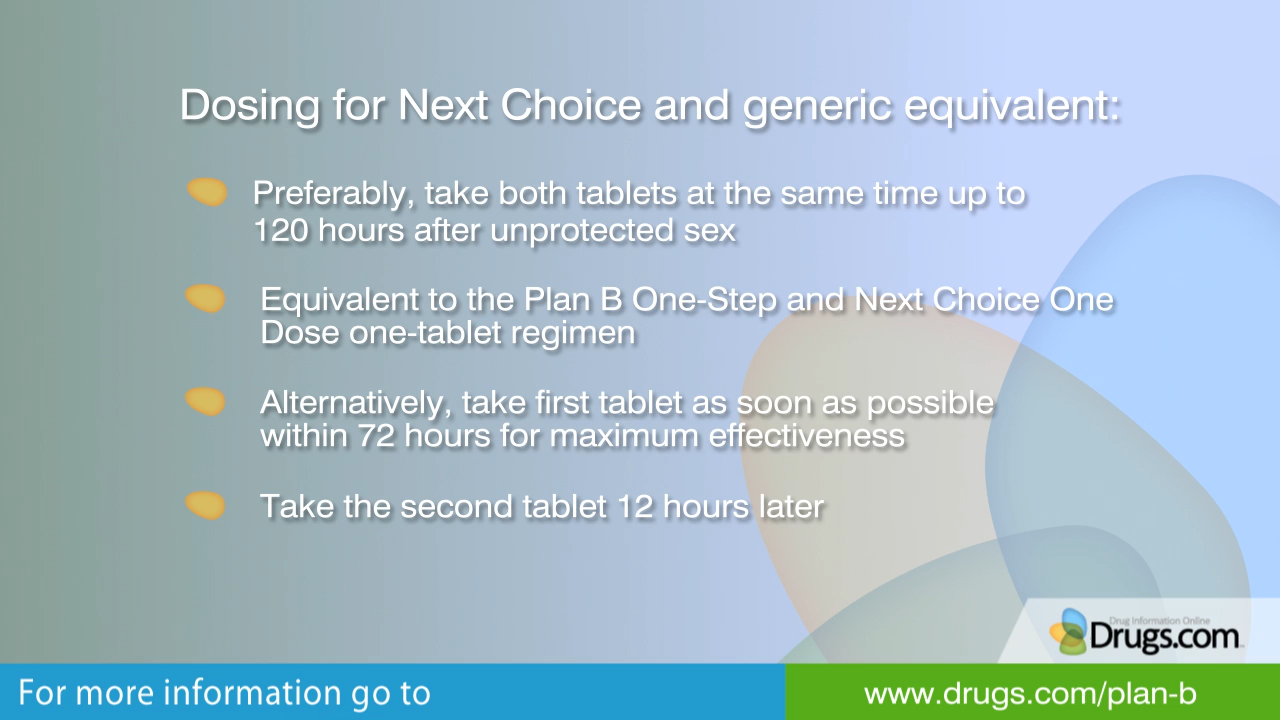 Dosing for Next Choice and generic equivalent:
Preferably, take both tablets at the same time up to
120 hours after unprotected sex
Equivalent to the Plan B One-Step and Next Choice One
Dose one-tablet regimen
Alternatively, take first tablet as soon as possible
within 72 hours for maximum effectiveness
Take the second tablet 12 hours later
Drug Information Online
Drugs.com
For more information go to
www.drugs.com/plan-b